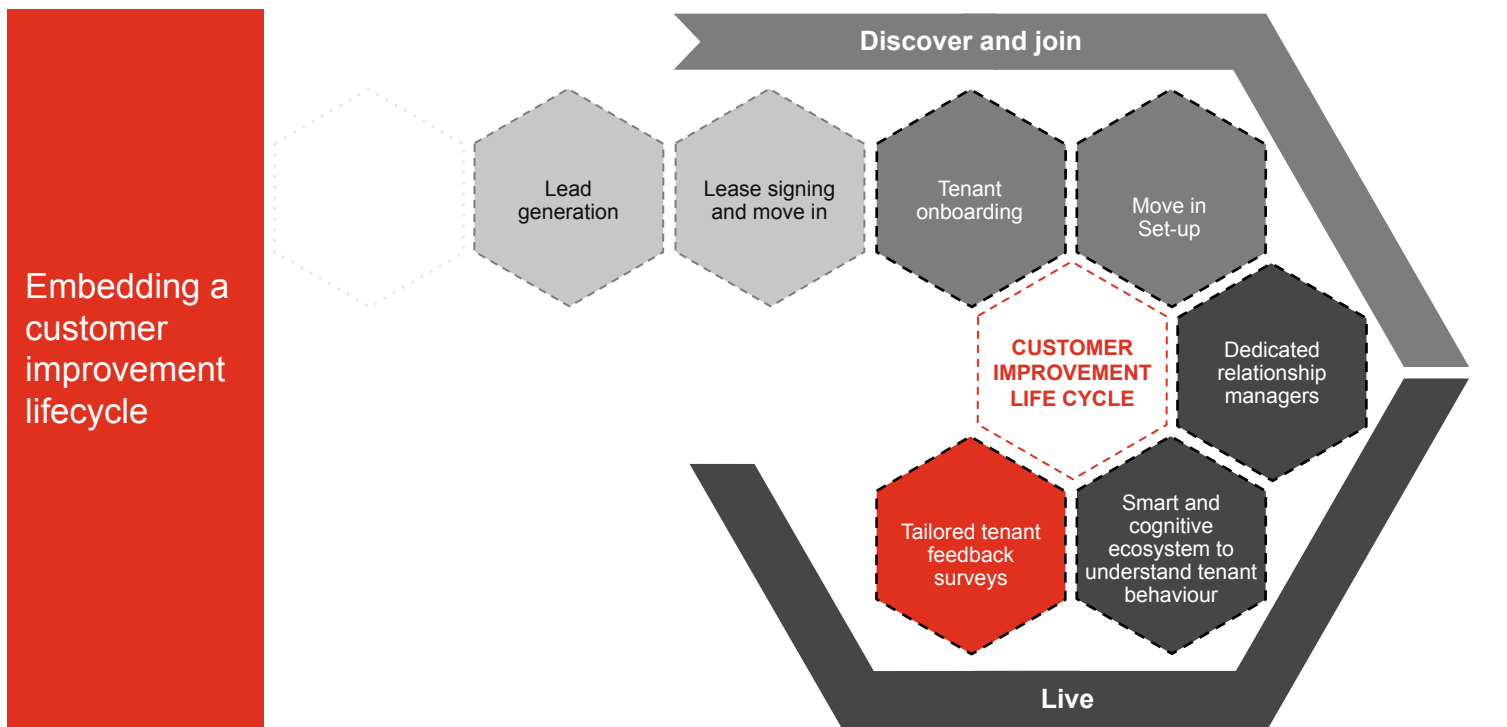 Embedding a
customer
improvement
lifecycle
Discover and join
Lead
generation
Lease signing
and move in
Tenant
onboarding
Move in
Set-up
CUSTOMER
IMPROVEMENT
LIFE CYCLE
Dedicated
relationship
managers
Tailored tenant
feedback
surveys
Smart and
cognitive
ecosystem to
understand tenant
behaviour
Live